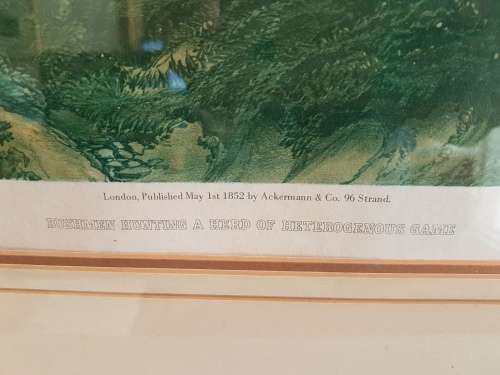 London, Published May 1st 1852 by Ackermann & Co. 96 Strand.
BUSHMEN HUNTING A HERD OF HETEROGENOUS GAME